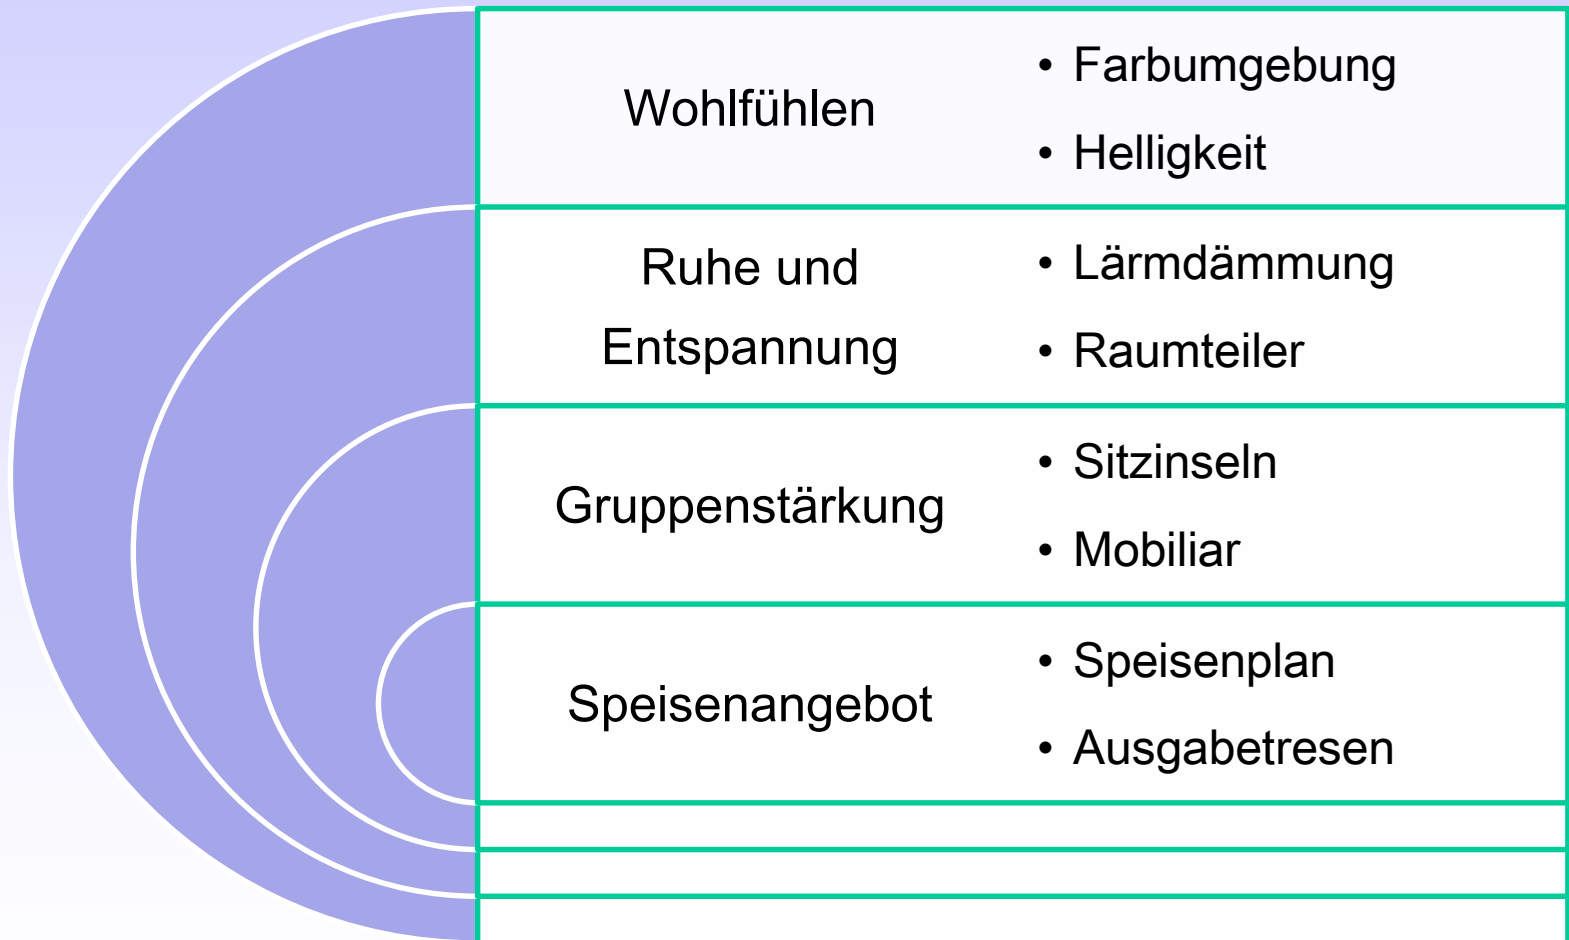 Wohlfühlen
• Farbumgebung
• Helligkeit
Ruhe und
Entspannung
• Lärmdämmung
• Raumteiler
Gruppenstärkung
• Sitzinseln
• Mobiliar
Speisenangebot
• Speisenplan
• Ausgabetresen